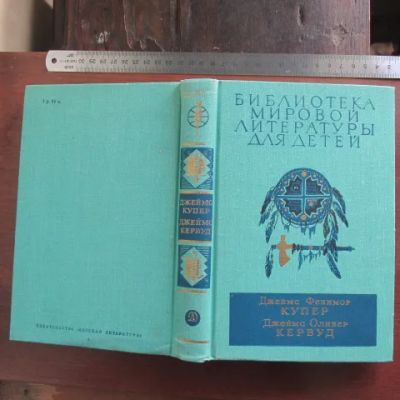 БИБЛИОТЕКА
МИРОВОЙ
ЛИТЕРАТУРЫ
ДЛЯ ДЕТЕЙ
Джеймс Фенимор
КУПЕР
Джеймс Оливер
КЕРВУД
ДЖЕЙМС
КУПЕР
ДЖЕЙМС
КЕРВУД
ИЗДАТЕЛЬСТВО «ДЕТСКАЯ ЛИТЕРАТУРА»